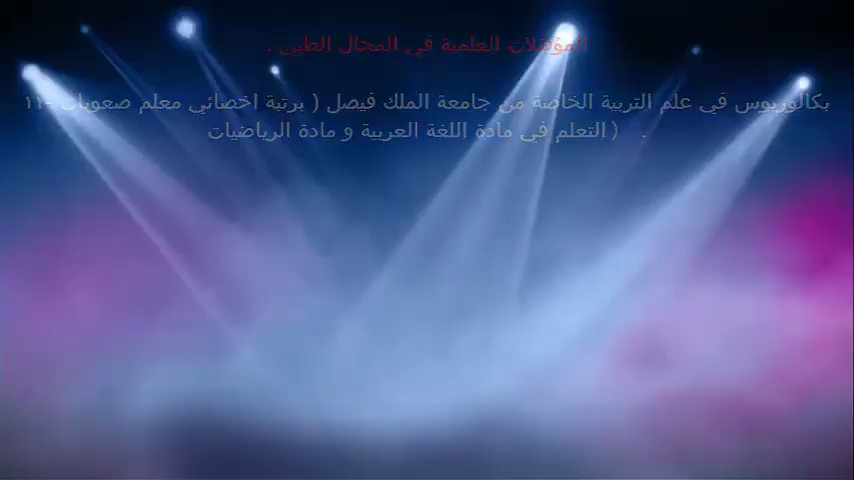 المؤهلات العلمية في المجال الطبي .
١١- بكالوريوس في علم التربية الخاصة من جامعة الملك فيصل ( برتبة اخصائي معلم صعوبات
التعلم في مادة اللغة العربية و مادة الرياضيات ) .